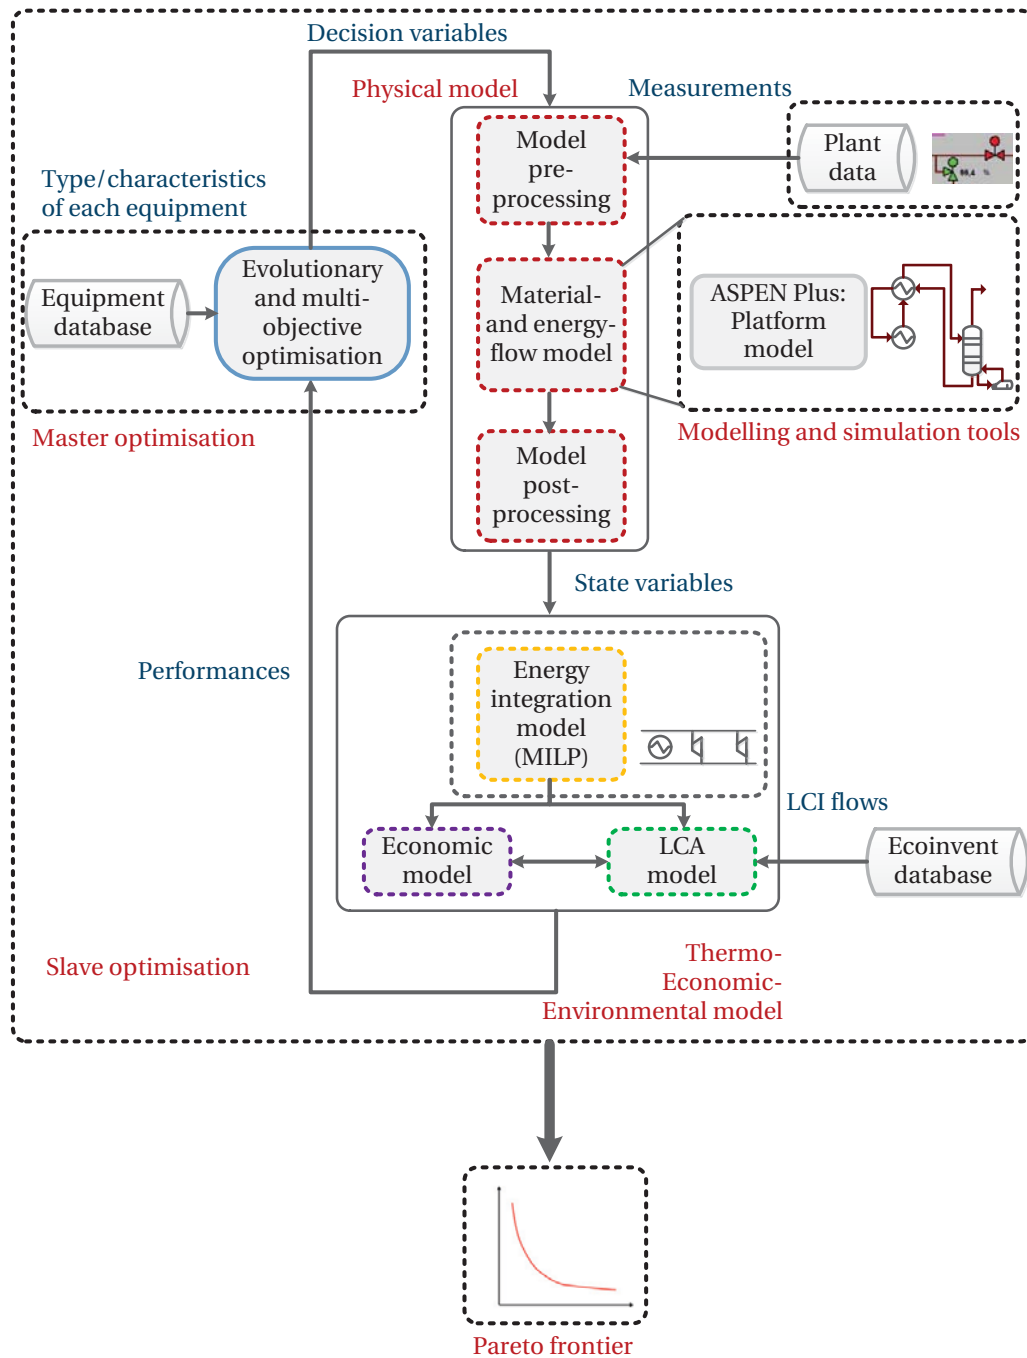 Decision variables
Physical model
Measurements
Model
pre-
processing
Plant
data
66,4 %
Type/characteristics
of each equipment
Equipment
database
Evolutionary
and multi-
objective
optimisation
Material-
and energy-
flow model
ASPEN Plus:
Platform
model
Master optimisation
Modelling and simulation tools
Model
post-
processing
State variables
Performances
Energy
integration
model
(MILP)
LCI flows
Economic
model
LCA
model
Ecoinvent
database
Slave optimisation
Thermo-
Economic-
Environmental model
Pareto frontier